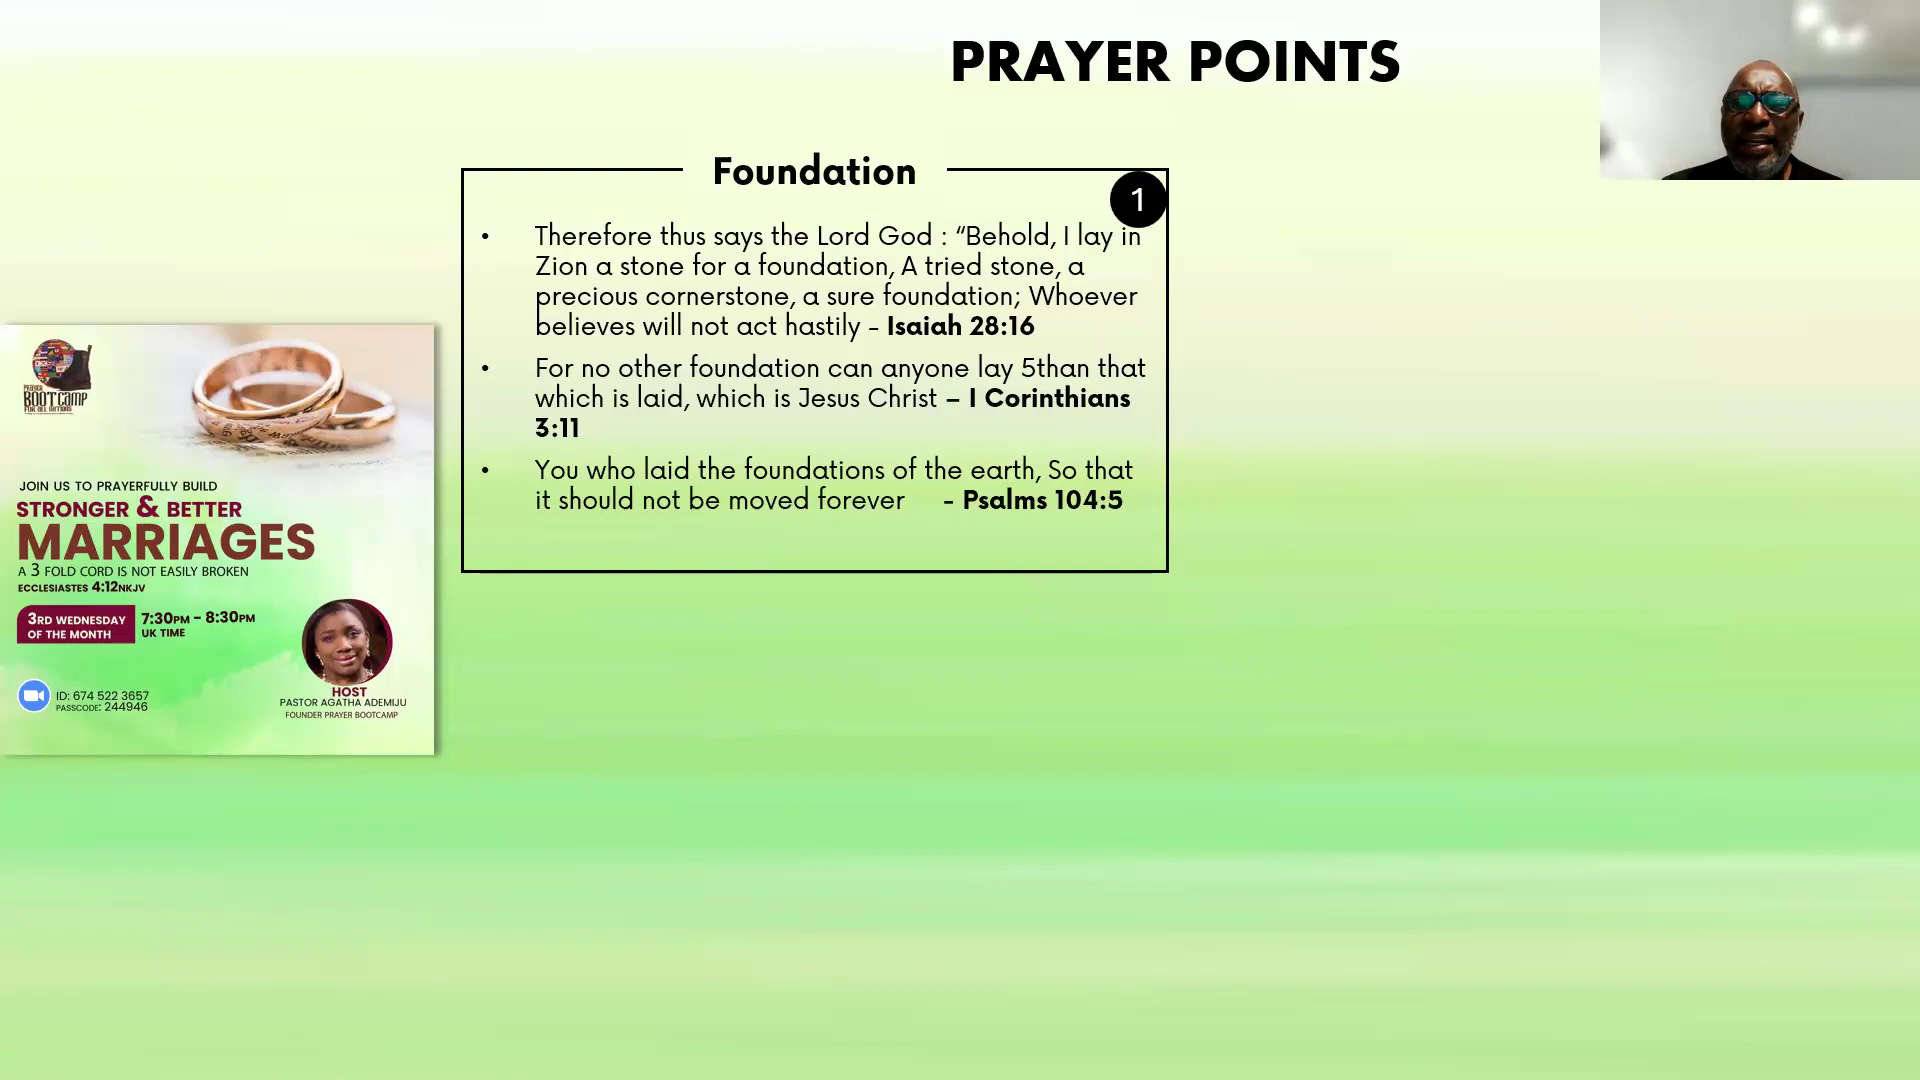 PRAYER POINTS
Foundation
1
• Therefore thus says the Lord God : “Behold, I lay in
Zion a stone for a foundation, A tried stone, a
precious cornerstone, a sure foundation; Whoever
believes will not act hastily - Isaiah 28:16
• For no other foundation can anyone lay 5than that
which is laid, which is Jesus Christ – I Corinthians
3:11
• You who laid the foundations of the earth, So that
it should not be moved forever - Psalms 104:5
PRAYER
BOOTCAMP
FOR ALL NATIONS
JOIN US TO PRAYERFULLY BUILD
STRONGER & BETTER
MARRIAGES
A 3 FOLD CORD IS NOT EASILY BROKEN
ECCLESIASTES 4:12NKJV
3RD WEDNESDAY
OF THE MONTH
7:30PM - 8:30PM
UK TIME
ID: 674 522 3657
PASSCODE: 244946
HOST
PASTOR AGATHA ADEMIJU
FOUNDER PRAYER BOOTCAMP